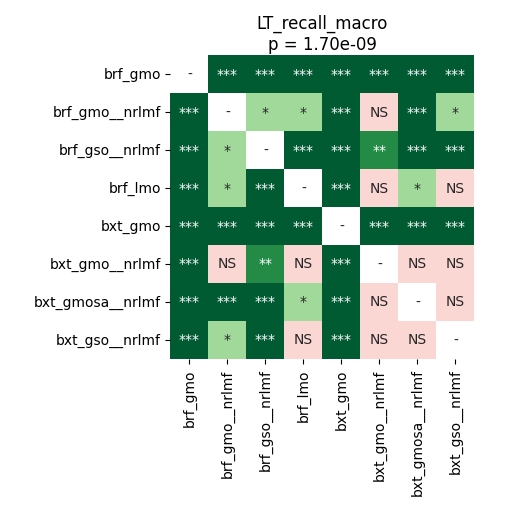 LT_recall_macro
p = 1.70e-09
brf_gmo - *** *** *** *** *** *** ***
brf_gmo__nrlmf *** - * * *** NS *** *
brf_gso__nrlmf *** * - *** *** ** *** ***
brf_lmo *** * *** - *** NS * NS
bxt_gmo *** *** *** *** - *** *** ***
bxt_gmo__nrlmf *** NS ** NS *** - NS NS
bxt_gmosa__nrlmf *** *** *** * *** NS - NS
bxt_gso__nrlmf *** * *** NS *** NS NS -
brf_gmo
brf_gmo__nrlmf
brf_gso__nrlmf
brf_lmo
bxt_gmo
bxt_gmo__nrlmf
bxt_gmosa__nrlmf
bxt_gso__nrlmf